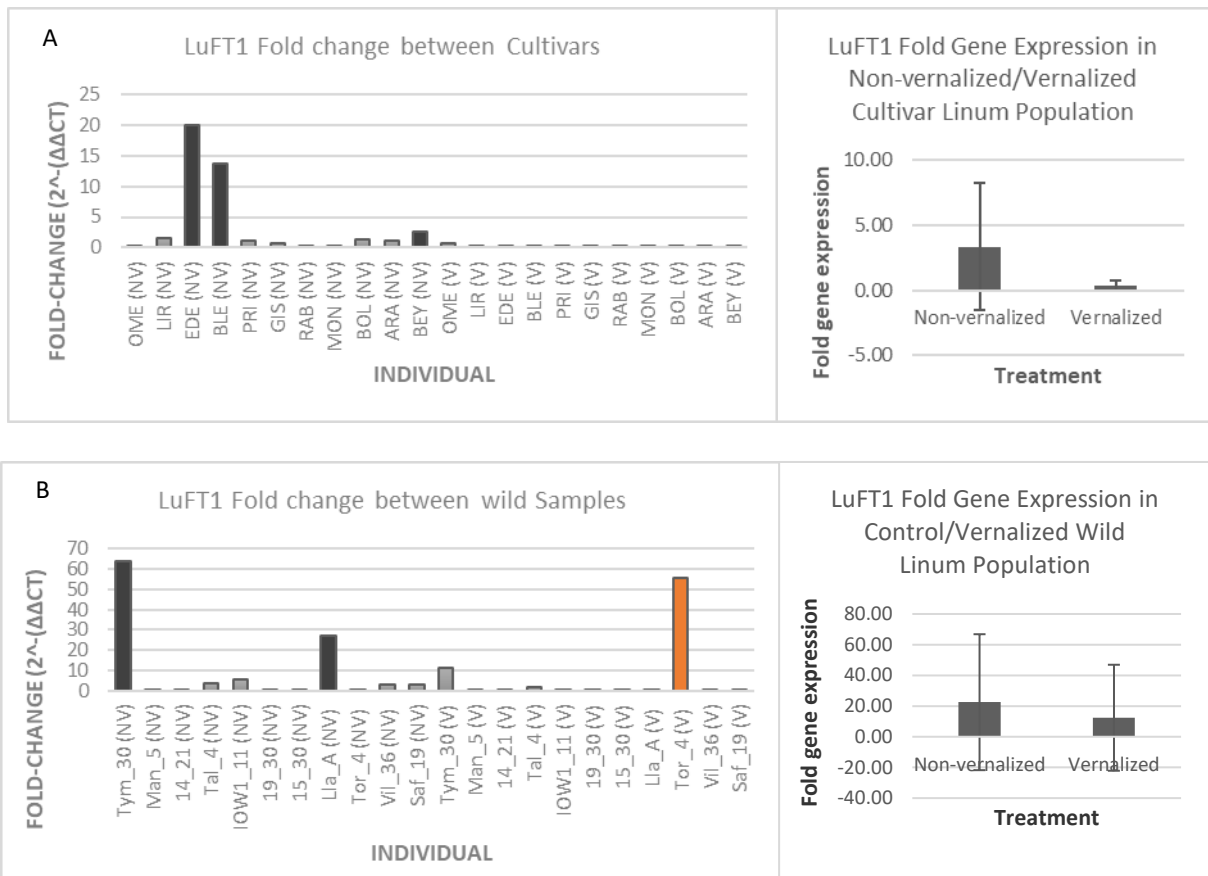 A
LuFT1 Fold change between Cultivars
FOLD-CHANGE (2^-(ΔΔCT)
25
20
15
10
5
0
OME (NV)
LIR (NV)
EDE (NV)
BLE (NV)
PRI (NV)
GIS (NV)
RAB (NV)
MON (NV)
BOL (NV)
ARA (NV)
BEY (NV)
OME (V)
LIR (V)
EDE (V)
BLE (V)
PRI (V)
GIS (V)
RAB (V)
MON (V)
BOL (V)
ARA (V)
BEY (V)
INDIVIDUAL
LuFT1 Fold Gene Expression in
Non-vernalized/Vernalized
Cultivar Linum Population
Fold gene expression
10.00
5.00
0.00
-5.00
Non-vernalized
Vernalized
Treatment
B
LuFT1 Fold change between wild Samples
FOLD-CHANGE (2^-(ΔΔCT)
70
60
50
40
30
20
10
0
Tym_30 (NV)
Man_5 (NV)
14_21 (NV)
Tal_4 (NV)
IOW1_11 (NV)
19_30 (NV)
15_30 (NV)
Lla_A (NV)
Tor_4 (NV)
Vil_36 (NV)
Saf_19 (NV)
Tym_30 (V)
Man_5 (V)
14_21 (V)
Tal_4 (V)
IOW1_11 (V)
19_30 (V)
15_30 (V)
Lla_A (V)
Tor_4 (V)
Vil_36 (V)
Saf_19 (V)
INDIVIDUAL
LuFT1 Fold Gene Expression in
Control/Vernalized Wild
Linum Population
Fold gene expression
80.00
60.00
40.00
20.00
0.00
-20.00
-40.00
Non-vernalized
Vernalized
Treatment